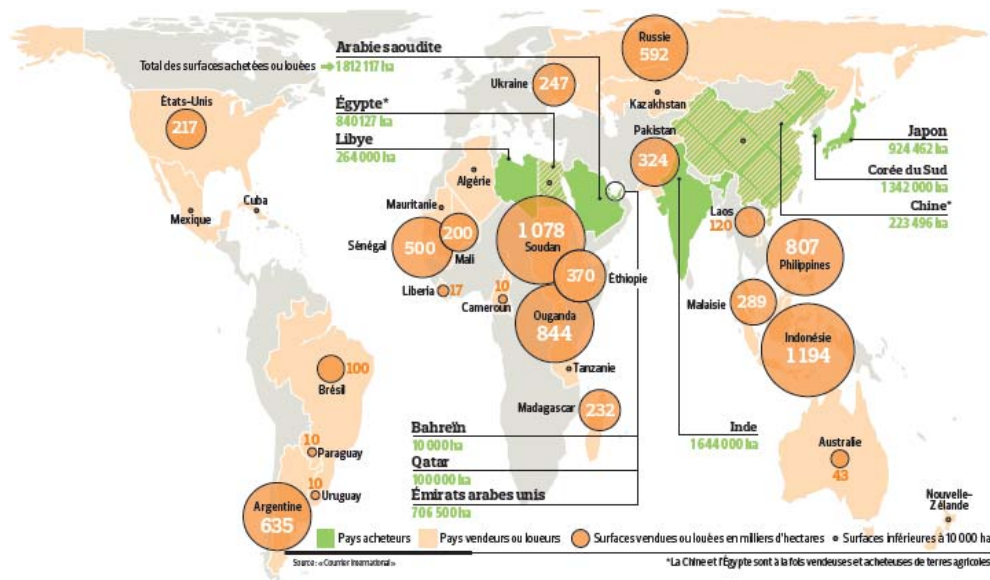 Arabie saoudite
Total des surfaces achetées ou louées
1 812 117 ha
Russie
592
Ukraine
247
États-Unis
217
Égypte*
840 127 ha
Kazakhstan
Pakistan
324
Libye
264 000 ha
Japon
924 462 ha
Corée du Sud
1 342 000 ha
Chine*
223 496 ha
Algérie
Mauritanie
Cuba
Mexique
Laos
120
Sénégal
500
200
Mali
1 078
Soudan
807
Philippines
370
Éthiopie
Liberia
17
10
Cameroun
Malaisie
289
Ouganda
844
Indonésie
1 194
Tanzanie
100
Brésil
Madagascar
232
Bahreïn
10 000 ha
Inde
1 644 000 ha
10
Paraguay
Qatar
100 000 ha
Australie
43
10
Uruguay
Émirats arabes unis
706 500 ha
Nouvelle-
Zélande
Argentine
635
Pays acheteurs
Pays vendeurs ou loueurs
Surfaces vendues ou louées en milliers d'hectares
Surfaces inférieures à 10 000 ha
Source : « Courrier international »
*La Chine et l'Égypte sont à la fois vendeuses et acheteuses de terres agricoles